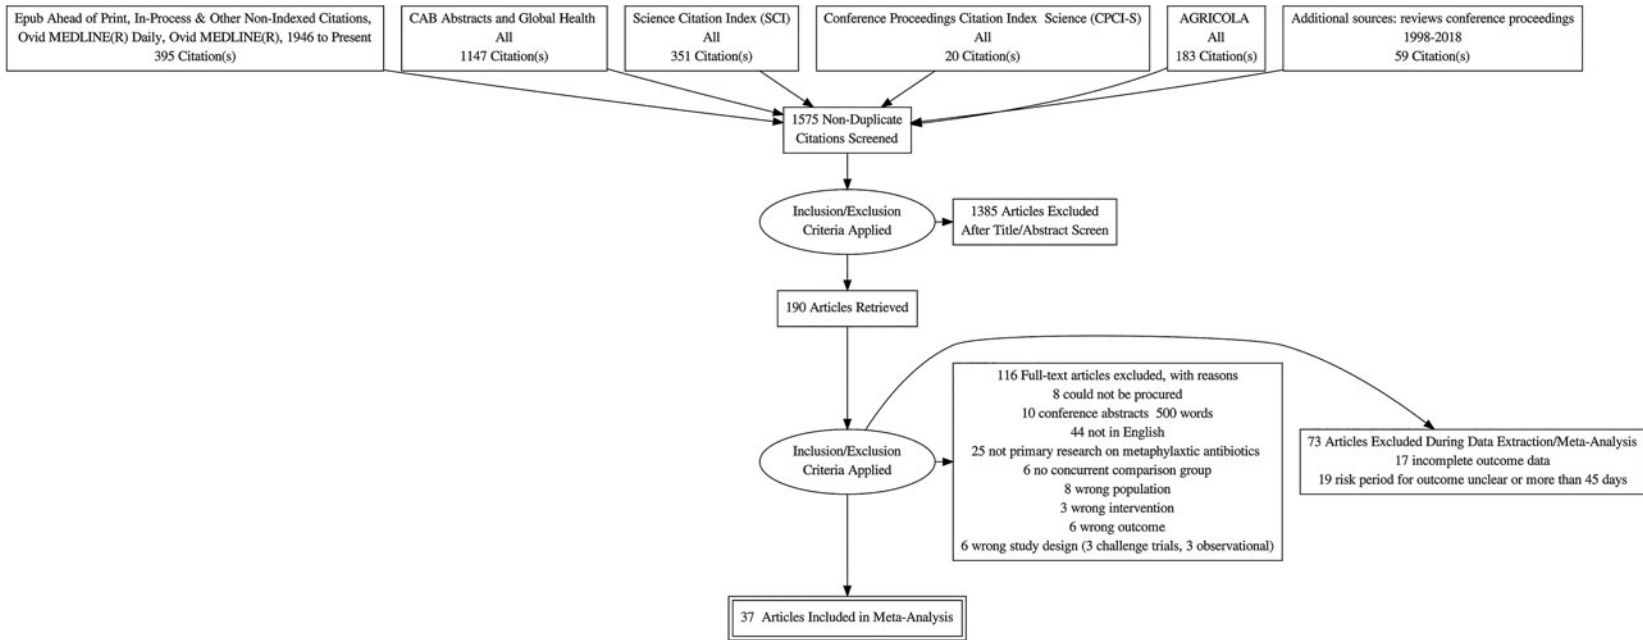 Epub Ahead of Print, In-Process & Other Non-Indexed Citations,
Ovid MEDLINE(R) Daily, Ovid MEDLINE(R), 1946 to Present
395 Citation(s)
CAB Abstracts and Global Health
All
1147 Citation(s)
Science Citation Index (SCI)
All
351 Citation(s)
Conference Proceedings Citation Index  Science (CPCI-S)
All
20 Citation(s)
AGRICOLA
All
183 Citation(s)
Additional sources: reviews conference proceedings
1998-2018
59 Citation(s)
1575 Non-Duplicate
Citations Screened
Inclusion/Exclusion
Criteria Applied
1385 Articles Excluded
After Title/Abstract Screen
190 Articles Retrieved
Inclusion/Exclusion
Criteria Applied
116 Full-text articles excluded, with reasons
8 could not be procured
10 conference abstracts  500 words
44 not in English
25 not primary research on metaphylaxtic antibiotics
6 no concurrent comparison group
8 wrong population
3 wrong intervention
6 wrong outcome
6 wrong study design (3 challenge trials, 3 observational)
73 Articles Excluded During Data Extraction/Meta-Analysis
17 incomplete outcome data
19 risk period for outcome unclear or more than 45 days
37  Articles Included in Meta-Analysis